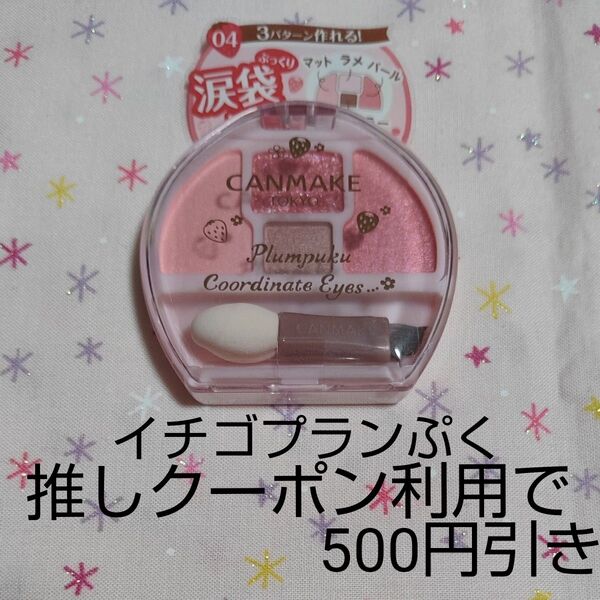 04
3パターン作れる!
ぷっくり
涙袋
マット ラメ パール
CANMAKE
TOKYO
Plumpuku
Coordinate Eyes...
CANMAKE
イチゴプランぷく
推しクーポン利用で
500円引き